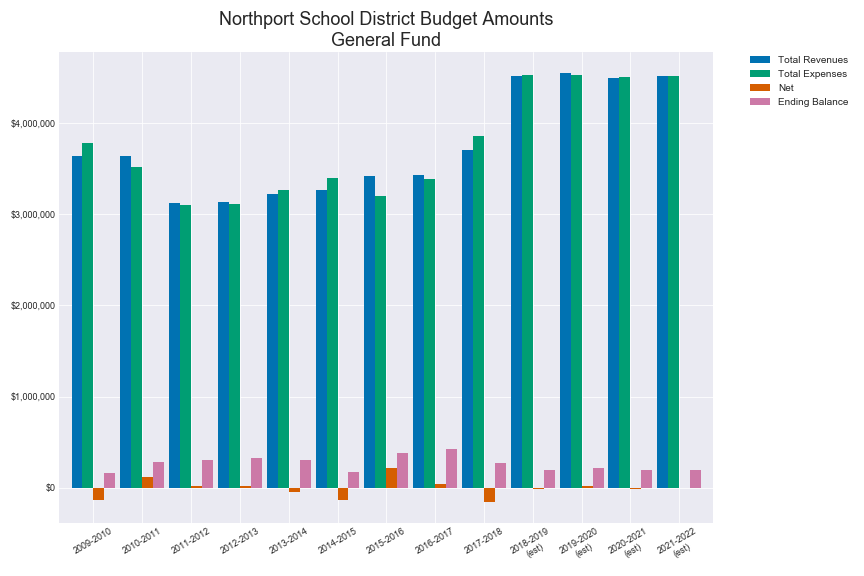 Northport School District Budget Amounts
General Fund
Total Revenues
Total Expenses
Net
Ending Balance
$4,000,000
$3,000,000
$2,000,000
$1,000,000
$0
2009-2010
2010-2011
2011-2012
2012-2013
2013-2014
2014-2015
2015-2016
2016-2017
2017-2018
2018-2019
(est)
2019-2020
(est)
2020-2021
(est)
2021-2022
(est)